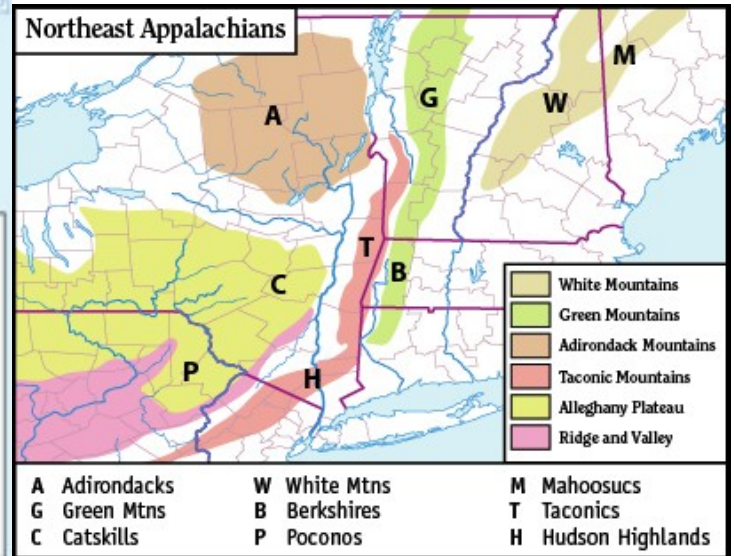 Northeast Appalachians
M
G
W
A
T
B
C
P
H
White Mountains
Green Mountains
Adirondack Mountains
Taconic Mountains
Alleghany Plateau
Ridge and Valley
A Adirondacks
G Green Mtns
C Catskills
W White Mtns
B Berkshires
P Poconos
M Mahoosucs
T Taconics
H Hudson Highlands